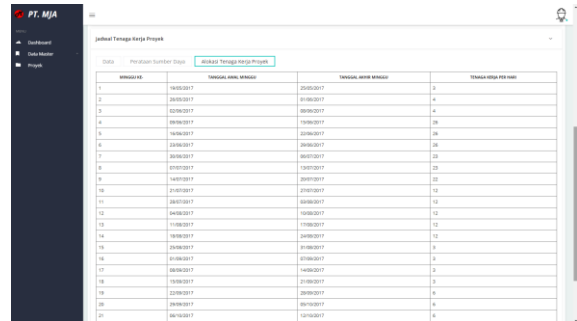 PT. MJA
MENU
Dashboard
Data Master
Proyek
Jadwal Tenaga Kerja Proyek
Data Perataan Sumber Daya Alokasi Tenaga Kerja Proyek
MINGGU KE- TANGGAL AWAL MINGGU TANGGAL AKHIR MINGGU TENAGA KERJA PER HARI
1 19/05/2017 25/05/2017 3
2 26/05/2017 01/06/2017 4
3 02/06/2017 08/06/2017 4
4 09/06/2017 15/06/2017
5 16/06/2017 22/06/2017
6 23/06/2017 29/06/2017
7 30/06/2017 06/07/2017
8 07/07/2017 13/07/2017
9 14/07/2017 20/07/2017
10 21/07/2017 27/07/2017 12
11 28/07/2017 03/08/2017 12
12 04/08/2017 10/08/2017 12
13 11/08/2017 17/08/2017 12
14 18/08/2017 24/08/2017 12
15 25/08/2017 31/08/2017 3
16 01/09/2017 07/09/2017 3
17 08/09/2017 14/09/2017 3
18 15/09/2017 21/09/2017 3
19 22/09/2017 28/09/2017 6
20 29/09/2017 05/10/2017 6
21 06/10/2017 12/10/2017 6